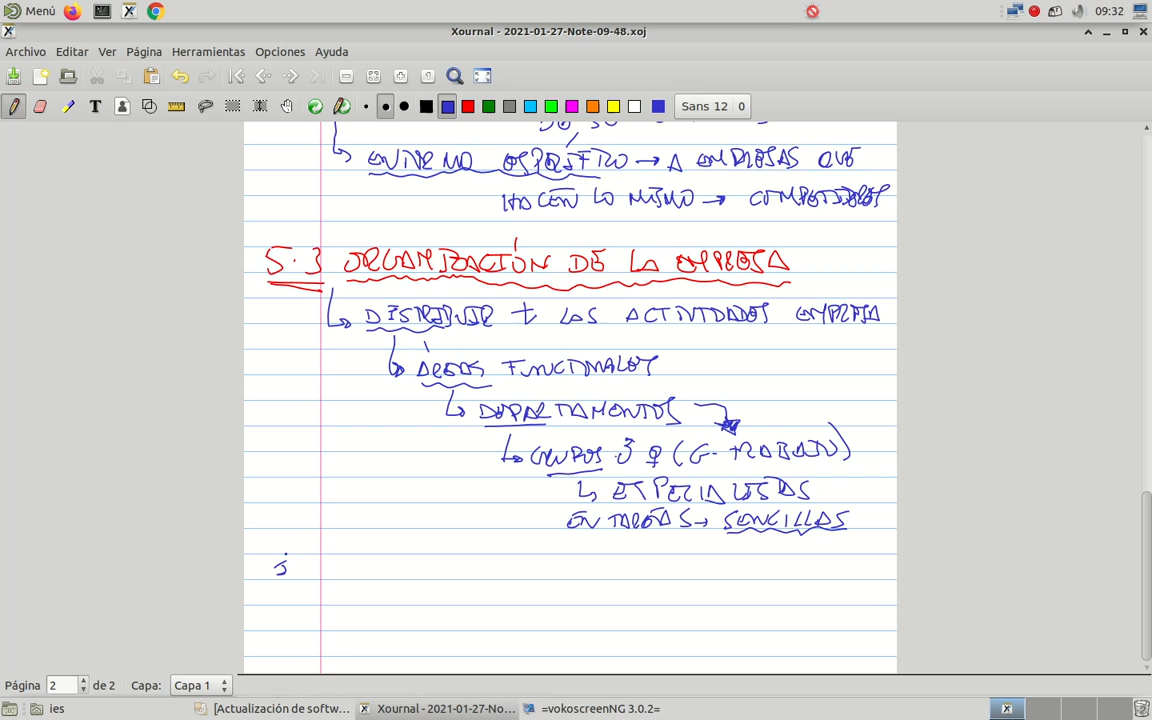 Menú 09:32
Xournal - 2021-01-27-Note-09-48.xoj
Archivo Editar Ver Página Herramientas Opciones Ayuda
Sans 12 0
DE SU
ENTORNO ESPECÍFICO → A EMPRESAS QUE
HACEN LO MISMO → COMPETIDORES
5.3 ORGANIZACIÓN DE LA EMPRESA
DISTRIBUIR t LAS ACTIVIDADES EMPRESA
ÁREAS FUNCIONALES
DEPARTAMENTOS
GRUPOS ♀ (G. TRABAJO)
ESPECIALISTAS
EN TAREAS → SENCILLAS
Página 2 de 2 Capa: Capa 1
ies [Actualización de softw... Xournal - 2021-01-27-No... =vokoscreenNG 3.0.2=